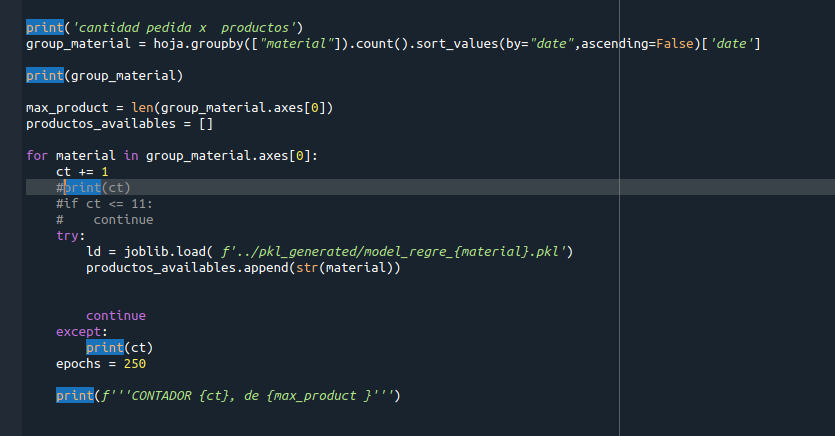 print('cantidad pedida x  productos')
group_material = hoja.groupby(["material"]).count().sort_values(by="date",ascending=False)['date']
print(group_material)
max_product = len(group_material.axes[0])
productos_availables = []
for material in group_material.axes[0]:
    ct += 1
    #print(ct)
    #if ct <= 11:
    #    continue
    try:
        ld = joblib.load( f'../pkl_generated/model_regre_{material}.pkl')
        productos_availables.append(str(material))
        continue
    except:
        print(ct)
    epochs = 250
    print(f'''CONTADOR {ct}, de {max_product }''')